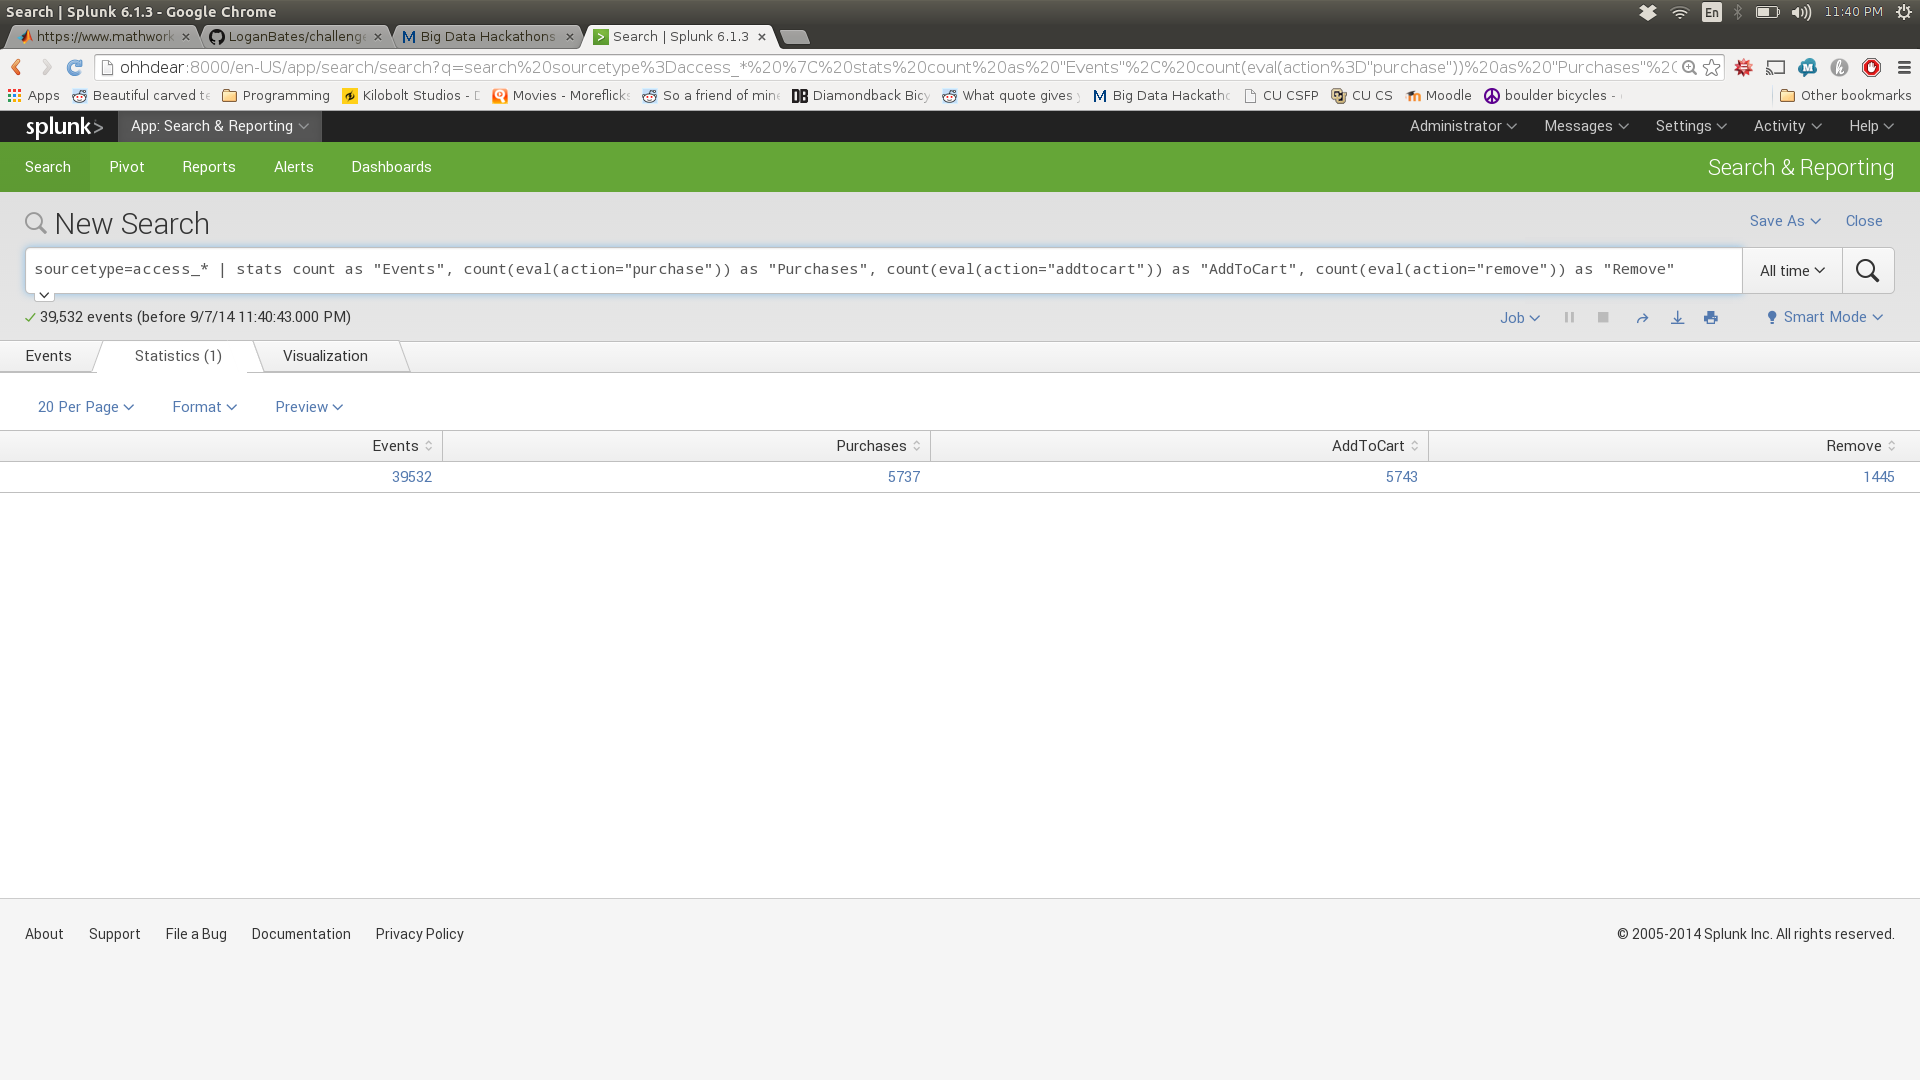 Search | Splunk 6.1.3 - Google Chrome
En 11:40 PM
https://www.mathwork LoganBates/challenge Big Data Hackathons Search | Splunk 6.1.3
ohhdear:8000/en-US/app/search/search?q=search%20sourcetype%3Daccess_*%20%7C%20stats%20count%20as%20"Events"%2C%20count(eval(action%3D"purchase"))%20as%20"Purchases"%2C
Apps Beautiful carved te Programming Kilobolt Studios - Movies - Moreflicks So a friend of mine Diamondback Bicy What quote gives Big Data Hackatho CU CSFP CU CS Moodle boulder bicycles - Other bookmarks
splunk> App: Search & Reporting Administrator Messages Settings Activity Help
Search Pivot Reports Alerts Dashboards Search & Reporting
New Search Save As Close
sourcetype=access_* | stats count as "Events", count(eval(action="purchase")) as "Purchases", count(eval(action="addtocart")) as "AddToCart", count(eval(action="remove")) as "Remove"
All time
39,532 events (before 9/7/14 11:40:43.000 PM) Job Smart Mode
Events Statistics (1) Visualization
20 Per Page Format Preview
Events Purchases AddToCart Remove
39532 5737 5743 1445
About Support File a Bug Documentation Privacy Policy © 2005-2014 Splunk Inc. All rights reserved.